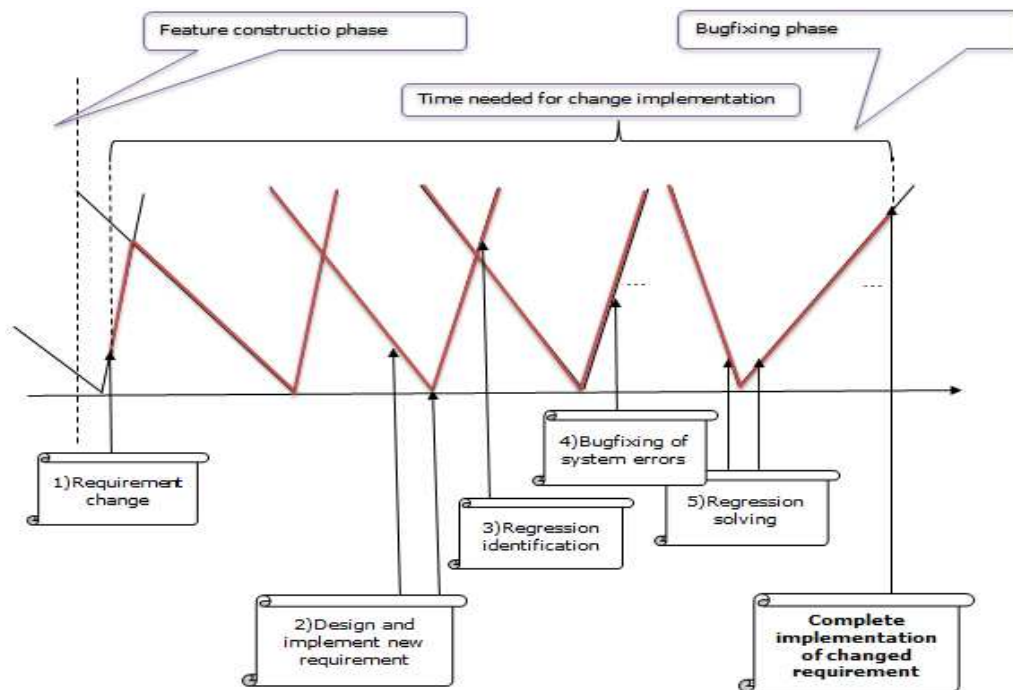 Feature constructio phase
Bugfixing phase
Time needed for change implementation
1)Requirement
change
4)Bugfixing of
system errors
5)Regression
solving
3)Regression
identification
2)Design and
implement new
requirement
Complete
implementation
of changed
requirement